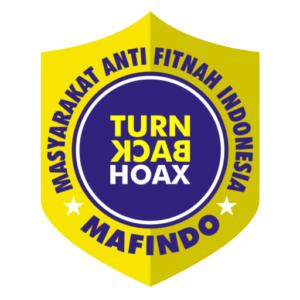 MASYARAKAT ANTI FITNAH INDONESIA
TURN
BACK
HOAX
MAFINDO